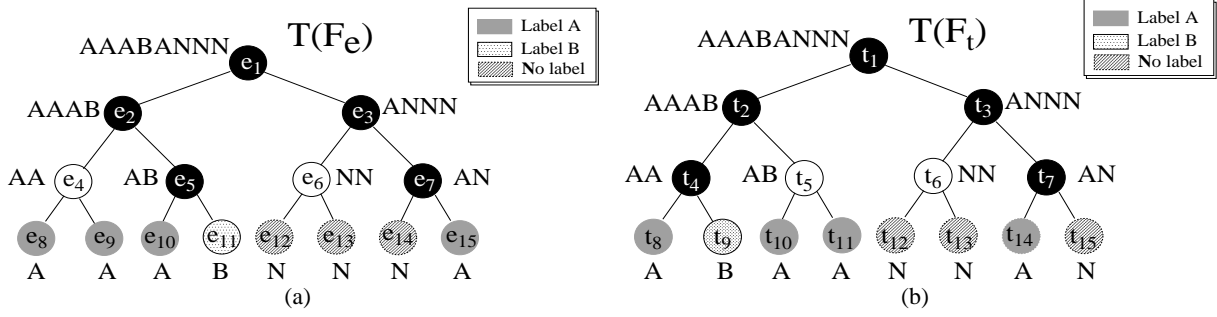 T(Fe)
Label A
Label B
No label
AAABANNN
e1
AAAB
e2
e3
ANNN
AA
e4
AB
e5
e6
NN
e7
AN
e8
e9
e10
e11
e12
e13
e14
e15
A
A
A
B
N
N
N
A
(a)
T(Ft)
Label A
Label B
No label
AAABANNN
t1
AAAB
t2
t3
ANNN
AA
t4
AB
t5
t6
NN
t7
AN
t8
t9
t10
t11
t12
t13
t14
t15
A
B
A
A
N
N
A
N
(b)